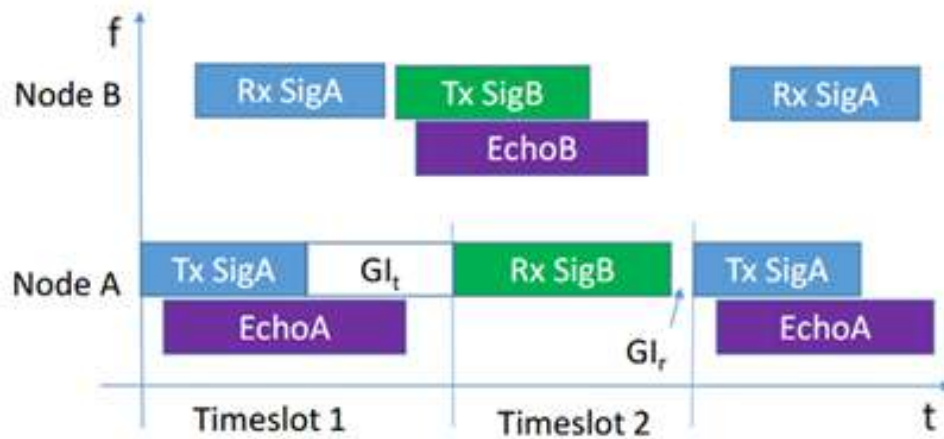 f
Node B
Rx SigA
Tx SigB
Rx SigA
EchoB
Node A
Tx SigA
GIt
Rx SigB
Tx SigA
EchoA
GIr
EchoA
Timeslot 1
Timeslot 2
t